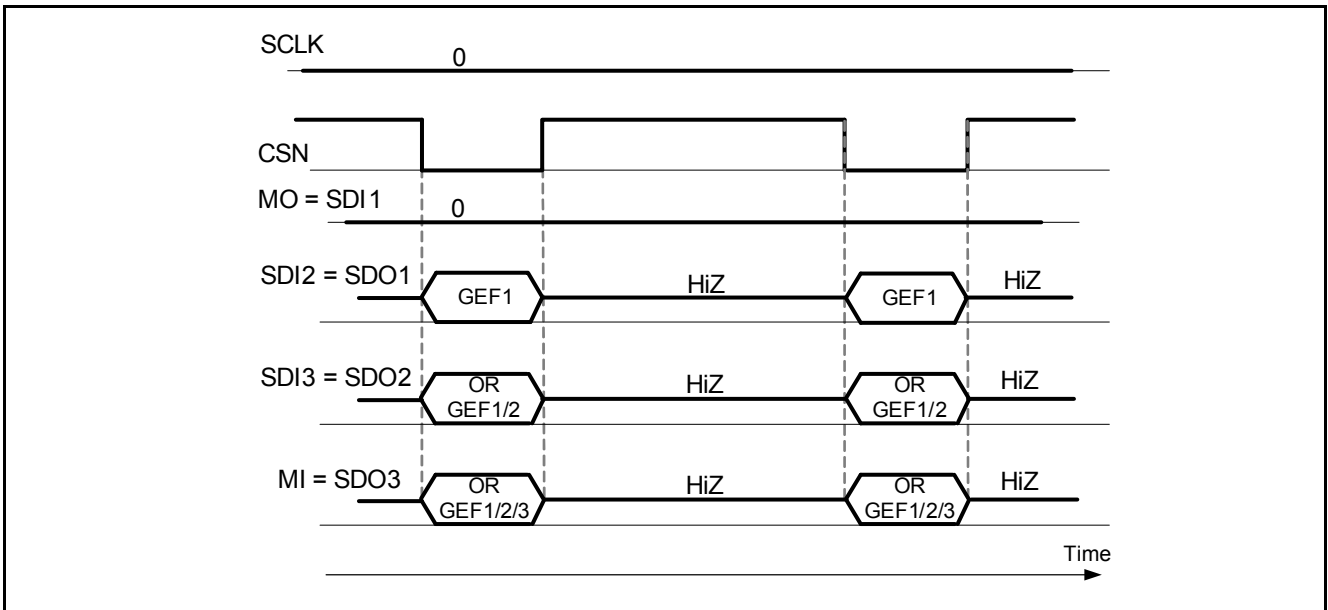 SCLK
0
CSN
MO = SDI1
0
SDI2 = SDO1
GEF1
HiZ
GEF1
HiZ
SDI3 = SDO2
OR
GEF1/2
HiZ
OR
GEF1/2
HiZ
MI = SDO3
OR
GEF1/2/3
HiZ
OR
GEF1/2/3
HiZ
Time